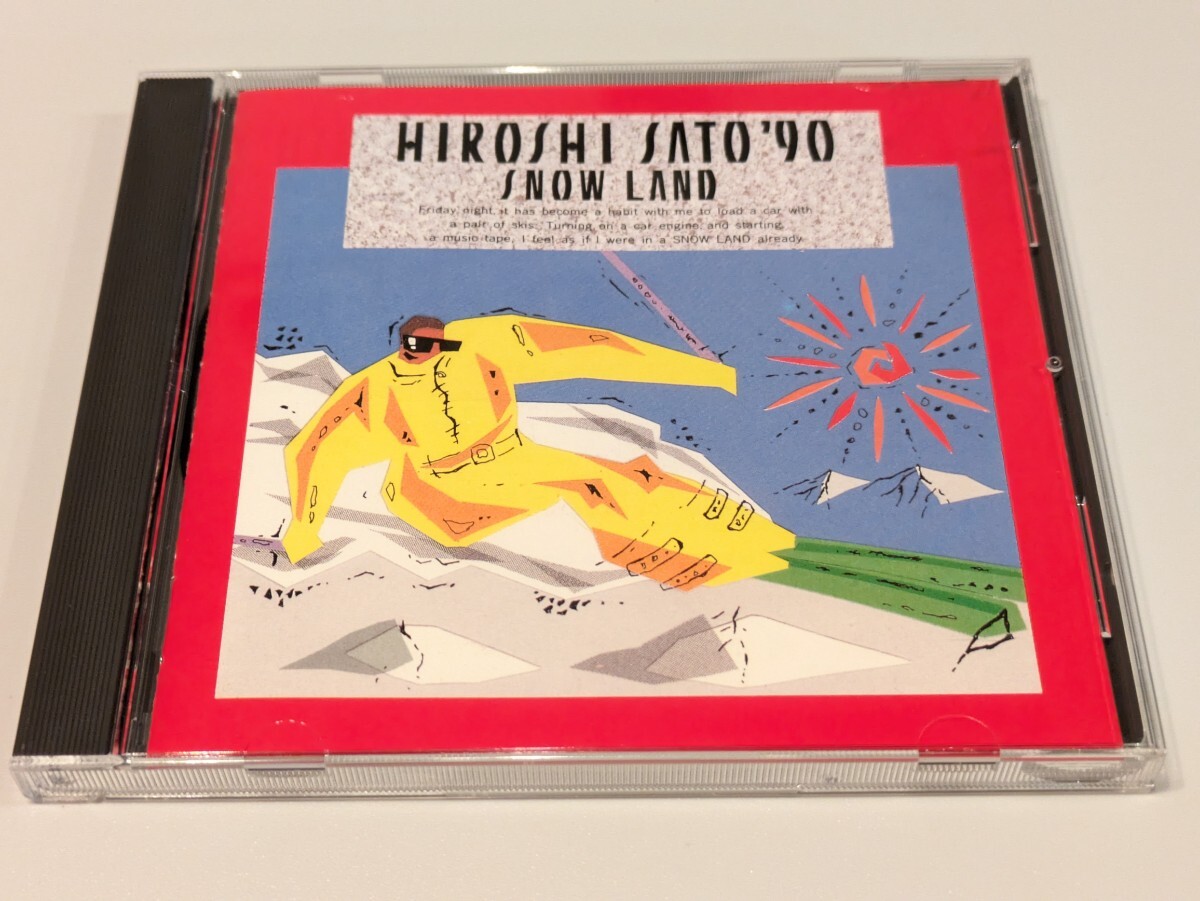 HIROSHI SATO '90
SNOW LAND
Friday night, it has become a habit with me to load a car with
a pair of skis. Turning on a car engine, and starting
a music tape, I feel as if I were in a SNOW LAND already